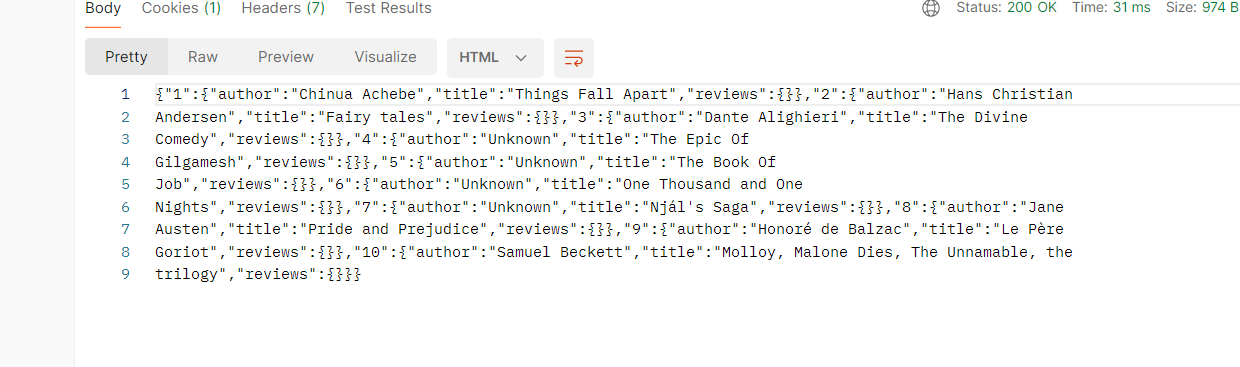 Body Cookies (1) Headers (7) Test Results Status: 200 OK Time: 31 ms Size: 974 B
Pretty Raw Preview Visualize HTML
1 {"1":{"author":"Chinua Achebe","title":"Things Fall Apart","reviews":{}},"2":{"author":"Hans Christian
2 Andersen","title":"Fairy tales","reviews":{}},"3":{"author":"Dante Alighieri","title":"The Divine
3 Comedy","reviews":{}},"4":{"author":"Unknown","title":"The Epic Of
4 Gilgamesh","reviews":{}},"5":{"author":"Unknown","title":"The Book Of
5 Job","reviews":{}},"6":{"author":"Unknown","title":"One Thousand and One
6 Nights","reviews":{}},"7":{"author":"Unknown","title":"Njál's Saga","reviews":{}},"8":{"author":"Jane
7 Austen","title":"Pride and Prejudice","reviews":{}},"9":{"author":"Honoré de Balzac","title":"Le Père
8 Goriot","reviews":{}},"10":{"author":"Samuel Beckett","title":"Molloy, Malone Dies, The Unnamable, the
9 trilogy","reviews":{}}}